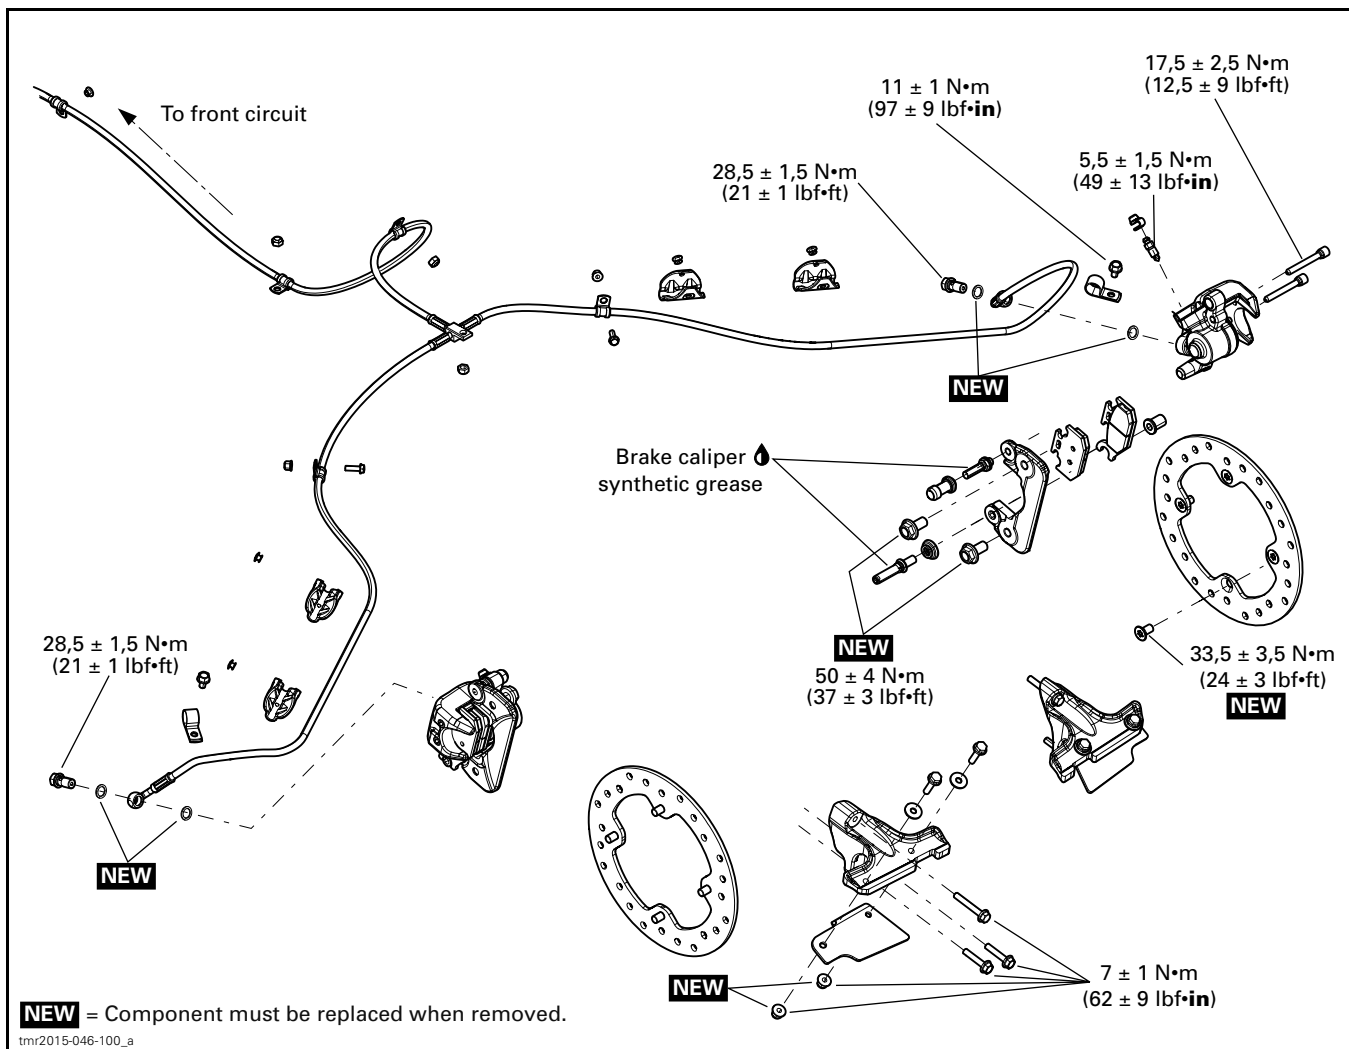 To front circuit
11 ± 1 N•m
(97 ± 9 lbf•in)
17,5 ± 2,5 N•m
(12,5 ± 9 lbf•ft)
28,5 ± 1,5 N•m
(21 ± 1 lbf•ft)
5,5 ± 1,5 N•m
(49 ± 13 lbf•in)
NEW
Brake caliper
synthetic grease
NEW
50 ± 4 N•m
(37 ± 3 lbf•ft)
33,5 ± 3,5 N•m
(24 ± 3 lbf•ft)
NEW
28,5 ± 1,5 N•m
(21 ± 1 lbf•ft)
NEW
NEW
7 ± 1 N•m
(62 ± 9 lbf•in)
NEW = Component must be replaced when removed.
tmr2015-046-100_a